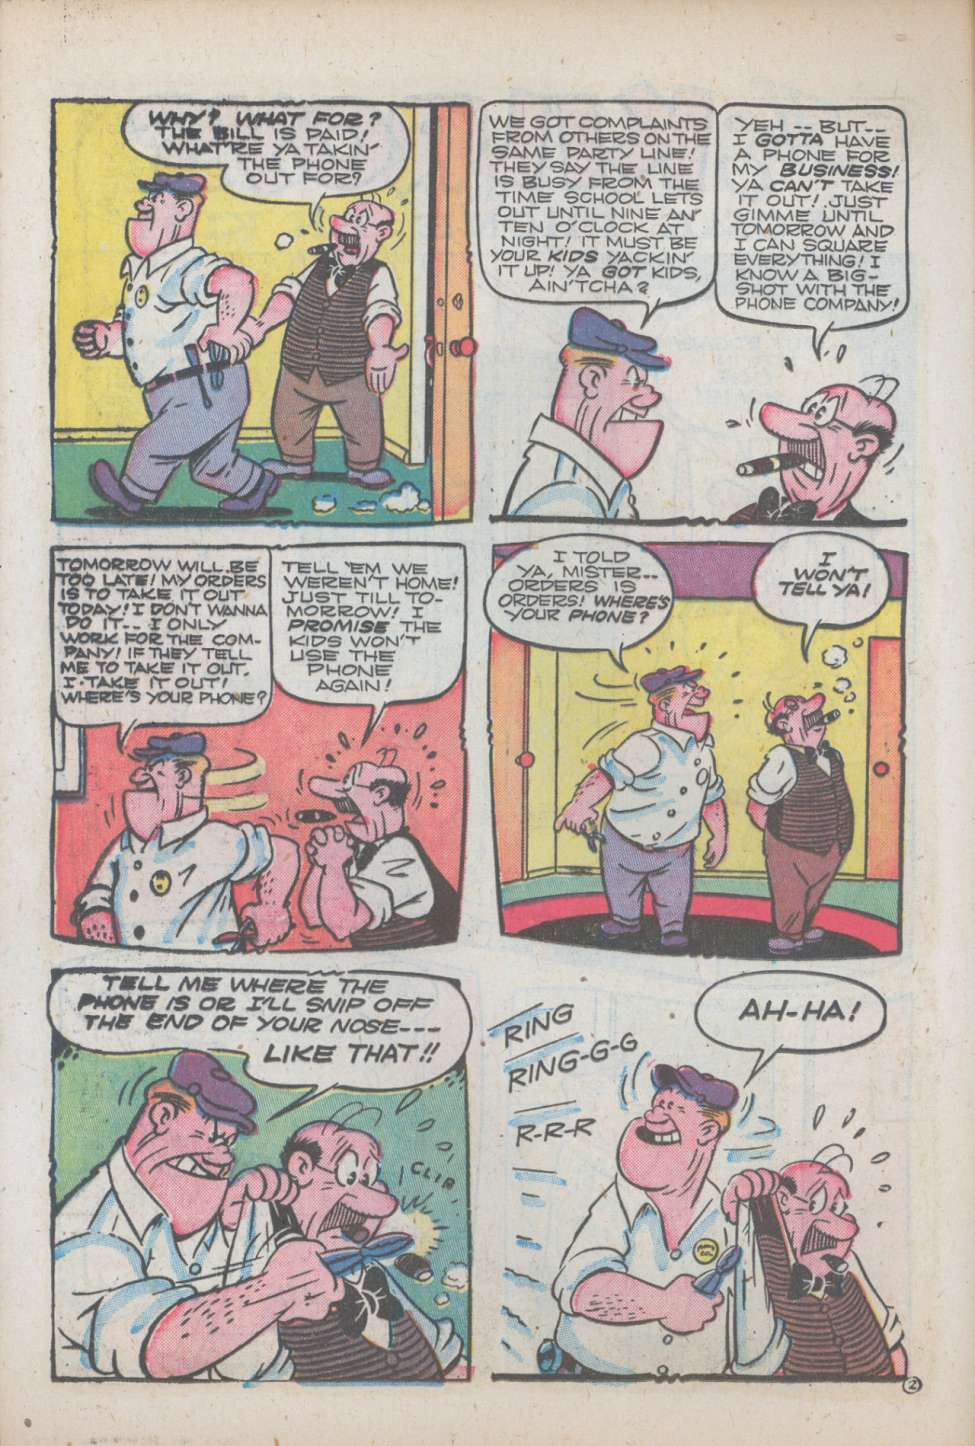 WHY? WHAT FOR?
THE BILL IS PAID!
WHAT'RE YA TAKIN'
THE PHONE
OUT FOR?
WE GOT COMPLAINTS
FROM OTHERS ON THE
SAME PARTY LINE!
THEY SAY THE LINE
IS BUSY FROM THE
TIME SCHOOL LETS
OUT UNTIL NINE AN'
TEN O'CLOCK AT
NIGHT! IT MUST BE
YOUR KIDS YACKIN'
IT UP! YA GOT KIDS,
AIN'TCHA?
YEH -- BUT--
I GOTTA HAVE
A PHONE FOR
MY BUSINESS!
YA CAN'T TAKE
IT OUT! JUST
GIMME UNTIL
TOMORROW AND
I CAN SQUARE
EVERYTHING! I
KNOW A BIG-
SHOT WITH THE
PHONE COMPANY!
TOMORROW WILL BE
TOO LATE! MY ORDERS
IS TO TAKE IT OUT
TODAY! I DON'T WANNA
DO IT-- I ONLY
WORK FOR THE COM-
PANY! IF THEY TELL
ME TO TAKE IT OUT,
I TAKE IT OUT!
WHERE'S YOUR PHONE?
TELL 'EM WE
WEREN'T HOME!
JUST TILL TO-
MORROW! I
PROMISE THE
KIDS WON'T
USE THE
PHONE
AGAIN!
I TOLD
YA, MISTER--
ORDERS IS
ORDERS! WHERE'S
YOUR PHONE?
I
WON'T
TELL YA!
TELL ME WHERE THE
PHONE IS OR I'LL SNIP OFF
THE END OF YOUR NOSE---
LIKE THAT!!
CLIP
RING
RING-G-G
R-R-R
AH-HA!
2